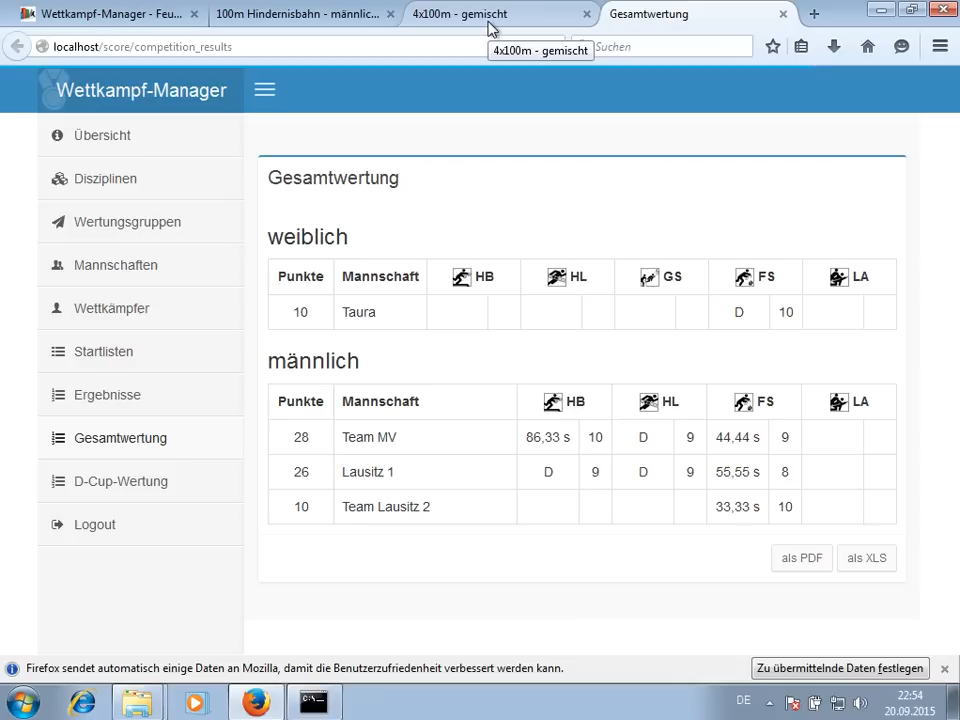 Wettkampf-Manager - Feu...
100m Hindernisbahn - männlic...
4x100m - gemischt
Gesamtwertung
localhost/score/competition_results
Suchen
4x100m - gemischt
Wettkampf-Manager
Übersicht
Disziplinen
Wertungsgruppen
Mannschaften
Wettkämpfer
Startlisten
Ergebnisse
Gesamtwertung
D-Cup-Wertung
Logout
Gesamtwertung
weiblich
Punkte Mannschaft HB HL GS FS LA
10 Taura D 10
männlich
Punkte Mannschaft HB HL FS LA
28 Team MV 86,33 s 10 D 9 44,44 s 9
26 Lausitz 1 D 9 D 9 55,55 s 8
10 Team Lausitz 2 33,33 s 10
als PDF als XLS
Firefox sendet automatisch einige Daten an Mozilla, damit die Benutzerzufriedenheit verbessert werden kann.
Zu übermittelnde Daten festlegen
C:\.
DE
22:54
20.09.2015